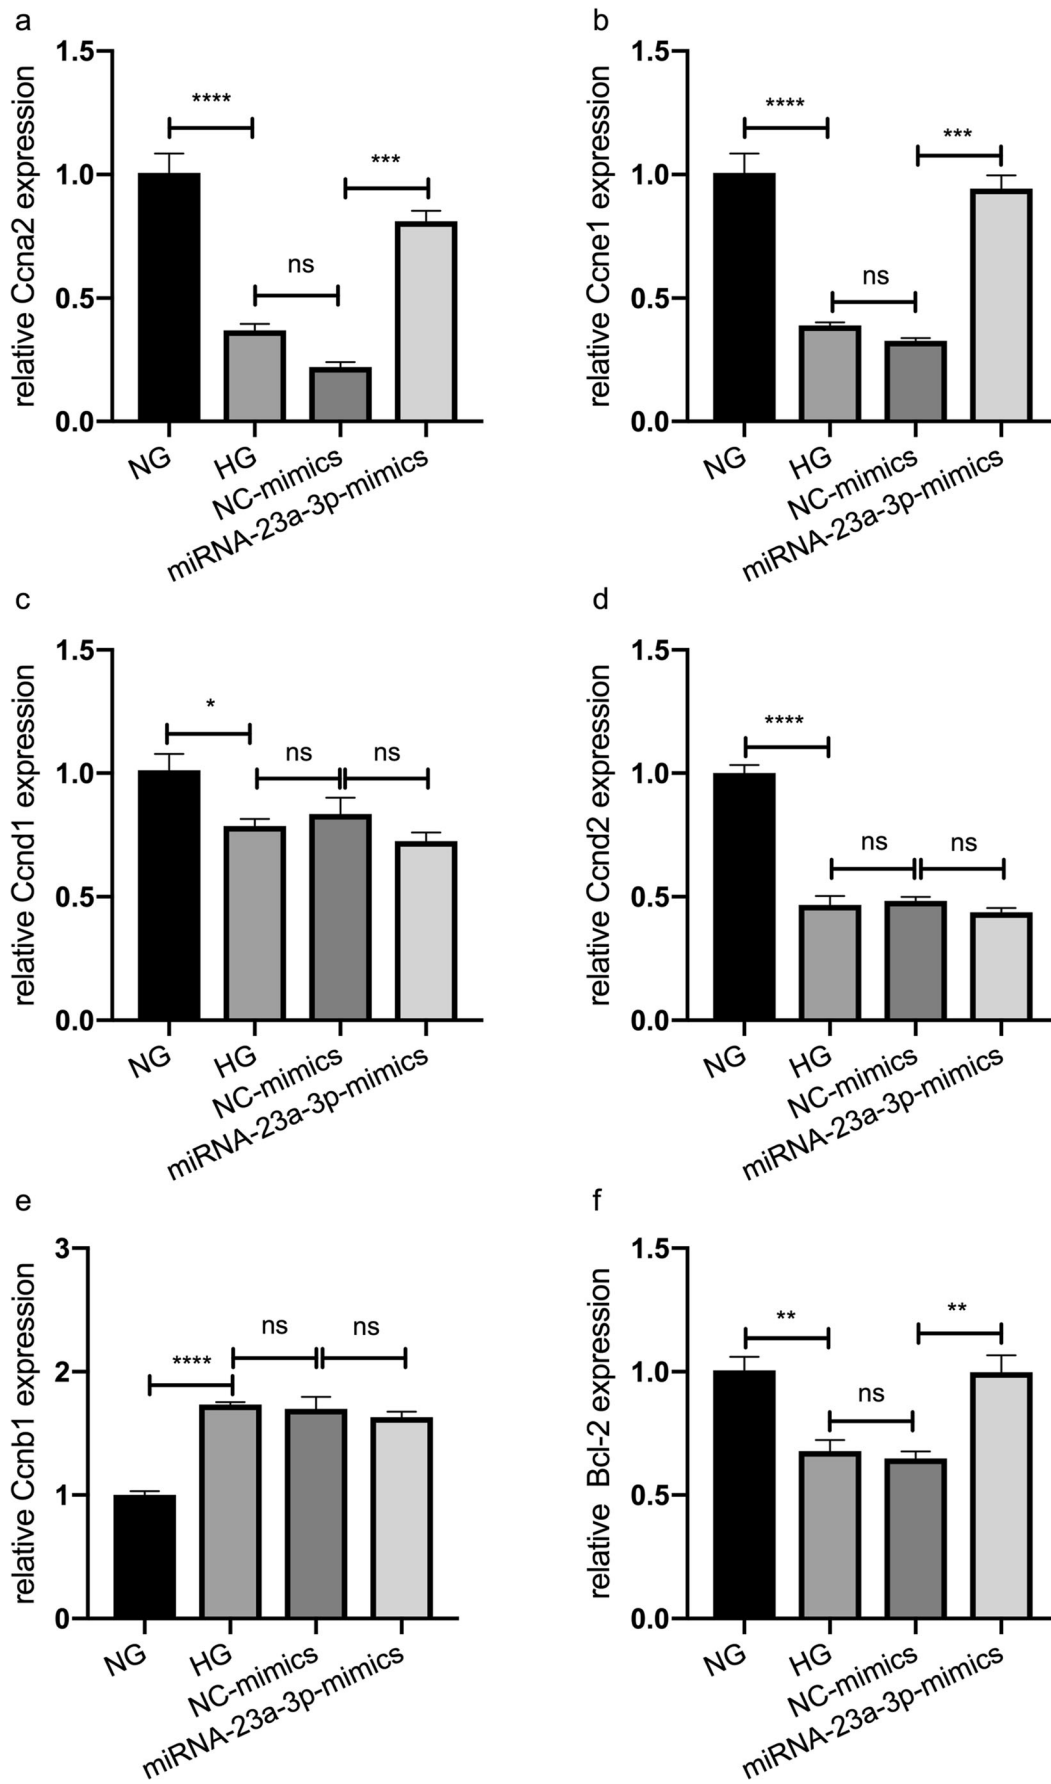 a
relative Ccna2 expression
1.5
1.0
0.5
0.0
****
ns
***
NG
HG
NC-mimics
miRNA-23a-3p-mimics
b
relative Ccne1 expression
1.5
1.0
0.5
0.0
****
ns
***
NG
HG
NC-mimics
miRNA-23a-3p-mimics
c
relative Ccnd1 expression
1.5
1.0
0.5
0.0
*
ns
ns
NG
HG
NC-mimics
miRNA-23a-3p-mimics
d
relative Ccnd2 expression
1.5
1.0
0.5
0.0
****
ns
ns
NG
HG
NC-mimics
miRNA-23a-3p-mimics
e
relative Ccnb1 expression
3
2
1
0
****
ns
ns
NG
HG
NC-mimics
miRNA-23a-3p-mimics
f
relative Bcl-2 expression
1.5
1.0
0.5
0.0
**
ns
**
NG
HG
NC-mimics
miRNA-23a-3p-mimics